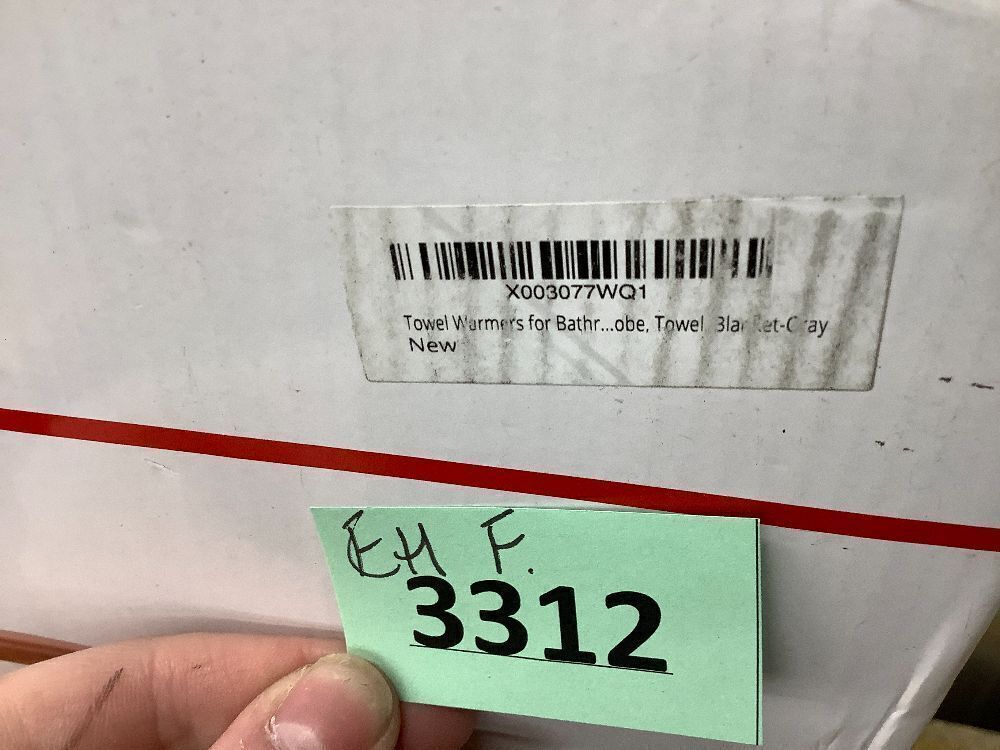 X003077WQ1
Towel Warmers for Bathr...obe, Towel, Blanket-Gray
New
EH F.
3312